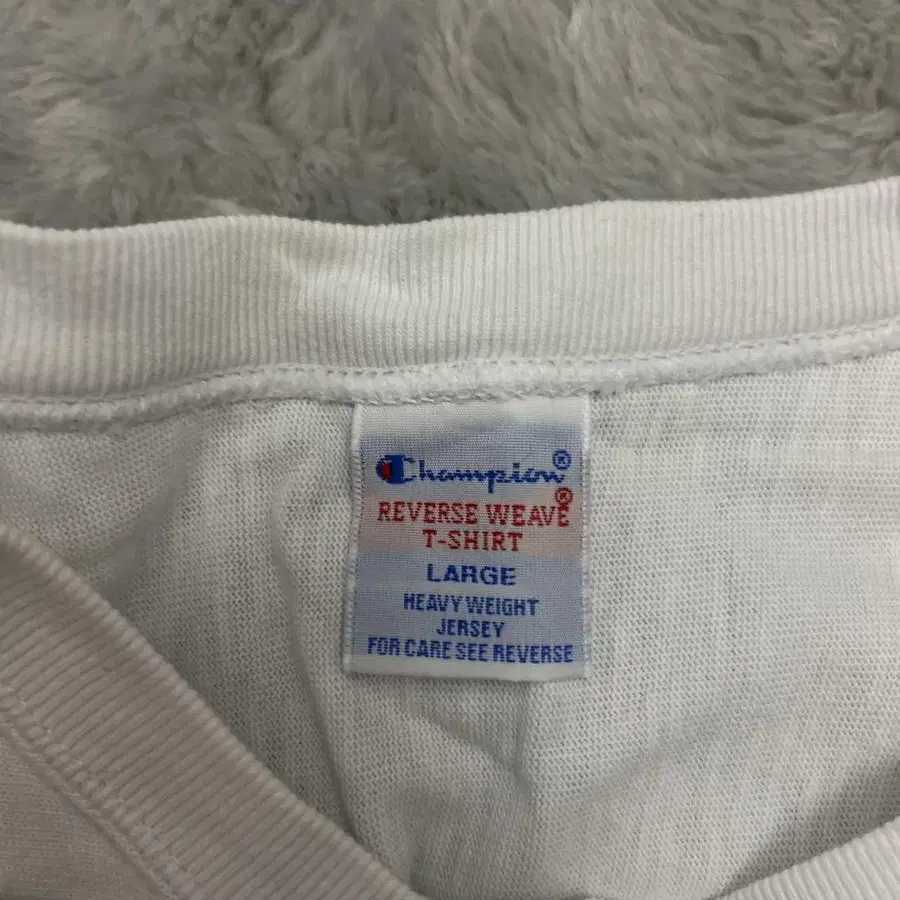 Champion®
REVERSE WEAVE®
T-SHIRT
LARGE
HEAVY WEIGHT
JERSEY
FOR CARE SEE REVERSE